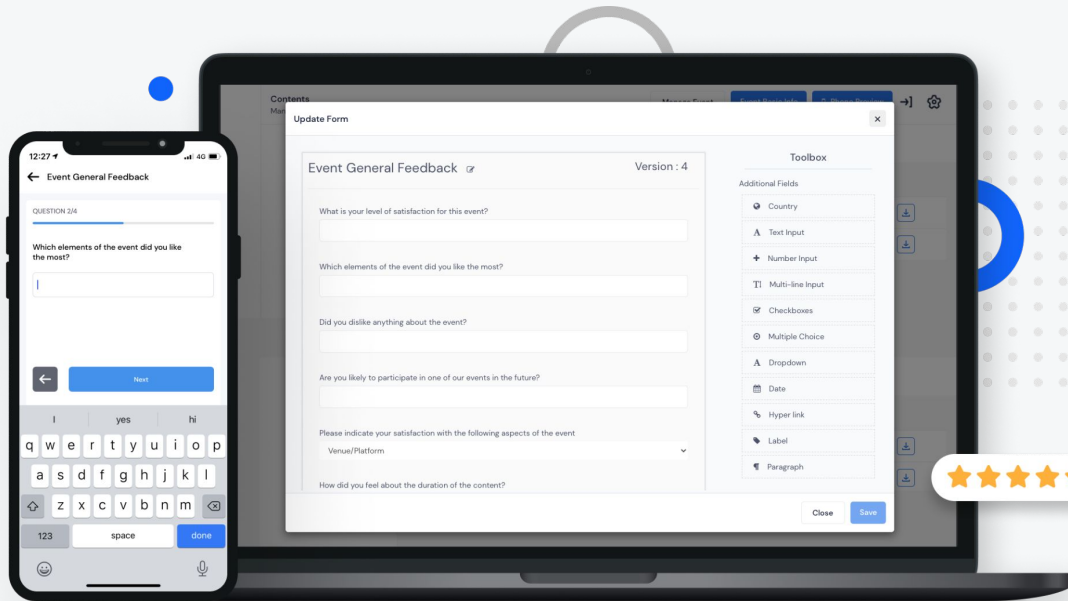 12:27
4G
Event General Feedback
QUESTION 2/4
Which elements of the event did you like
the most?
Next
I yes hi
q w e r t y u i o p
a s d f g h j k l
z x c v b n m
123 space done
Contents
Manage Event
Update Form
Event General Feedback
Version : 4
What is your level of satisfaction for this event?
Which elements of the event did you like the most?
Did you dislike anything about the event?
Are you likely to participate in one of our events in the future?
Please indicate your satisfaction with the following aspects of the event
Venue/Platform
How did you feel about the duration of the content?
Toolbox
Additional Fields
Country
Text Input
Number Input
Multi-line Input
Checkboxes
Multiple Choice
Dropdown
Date
Hyper link
Label
Paragraph
Close
Save